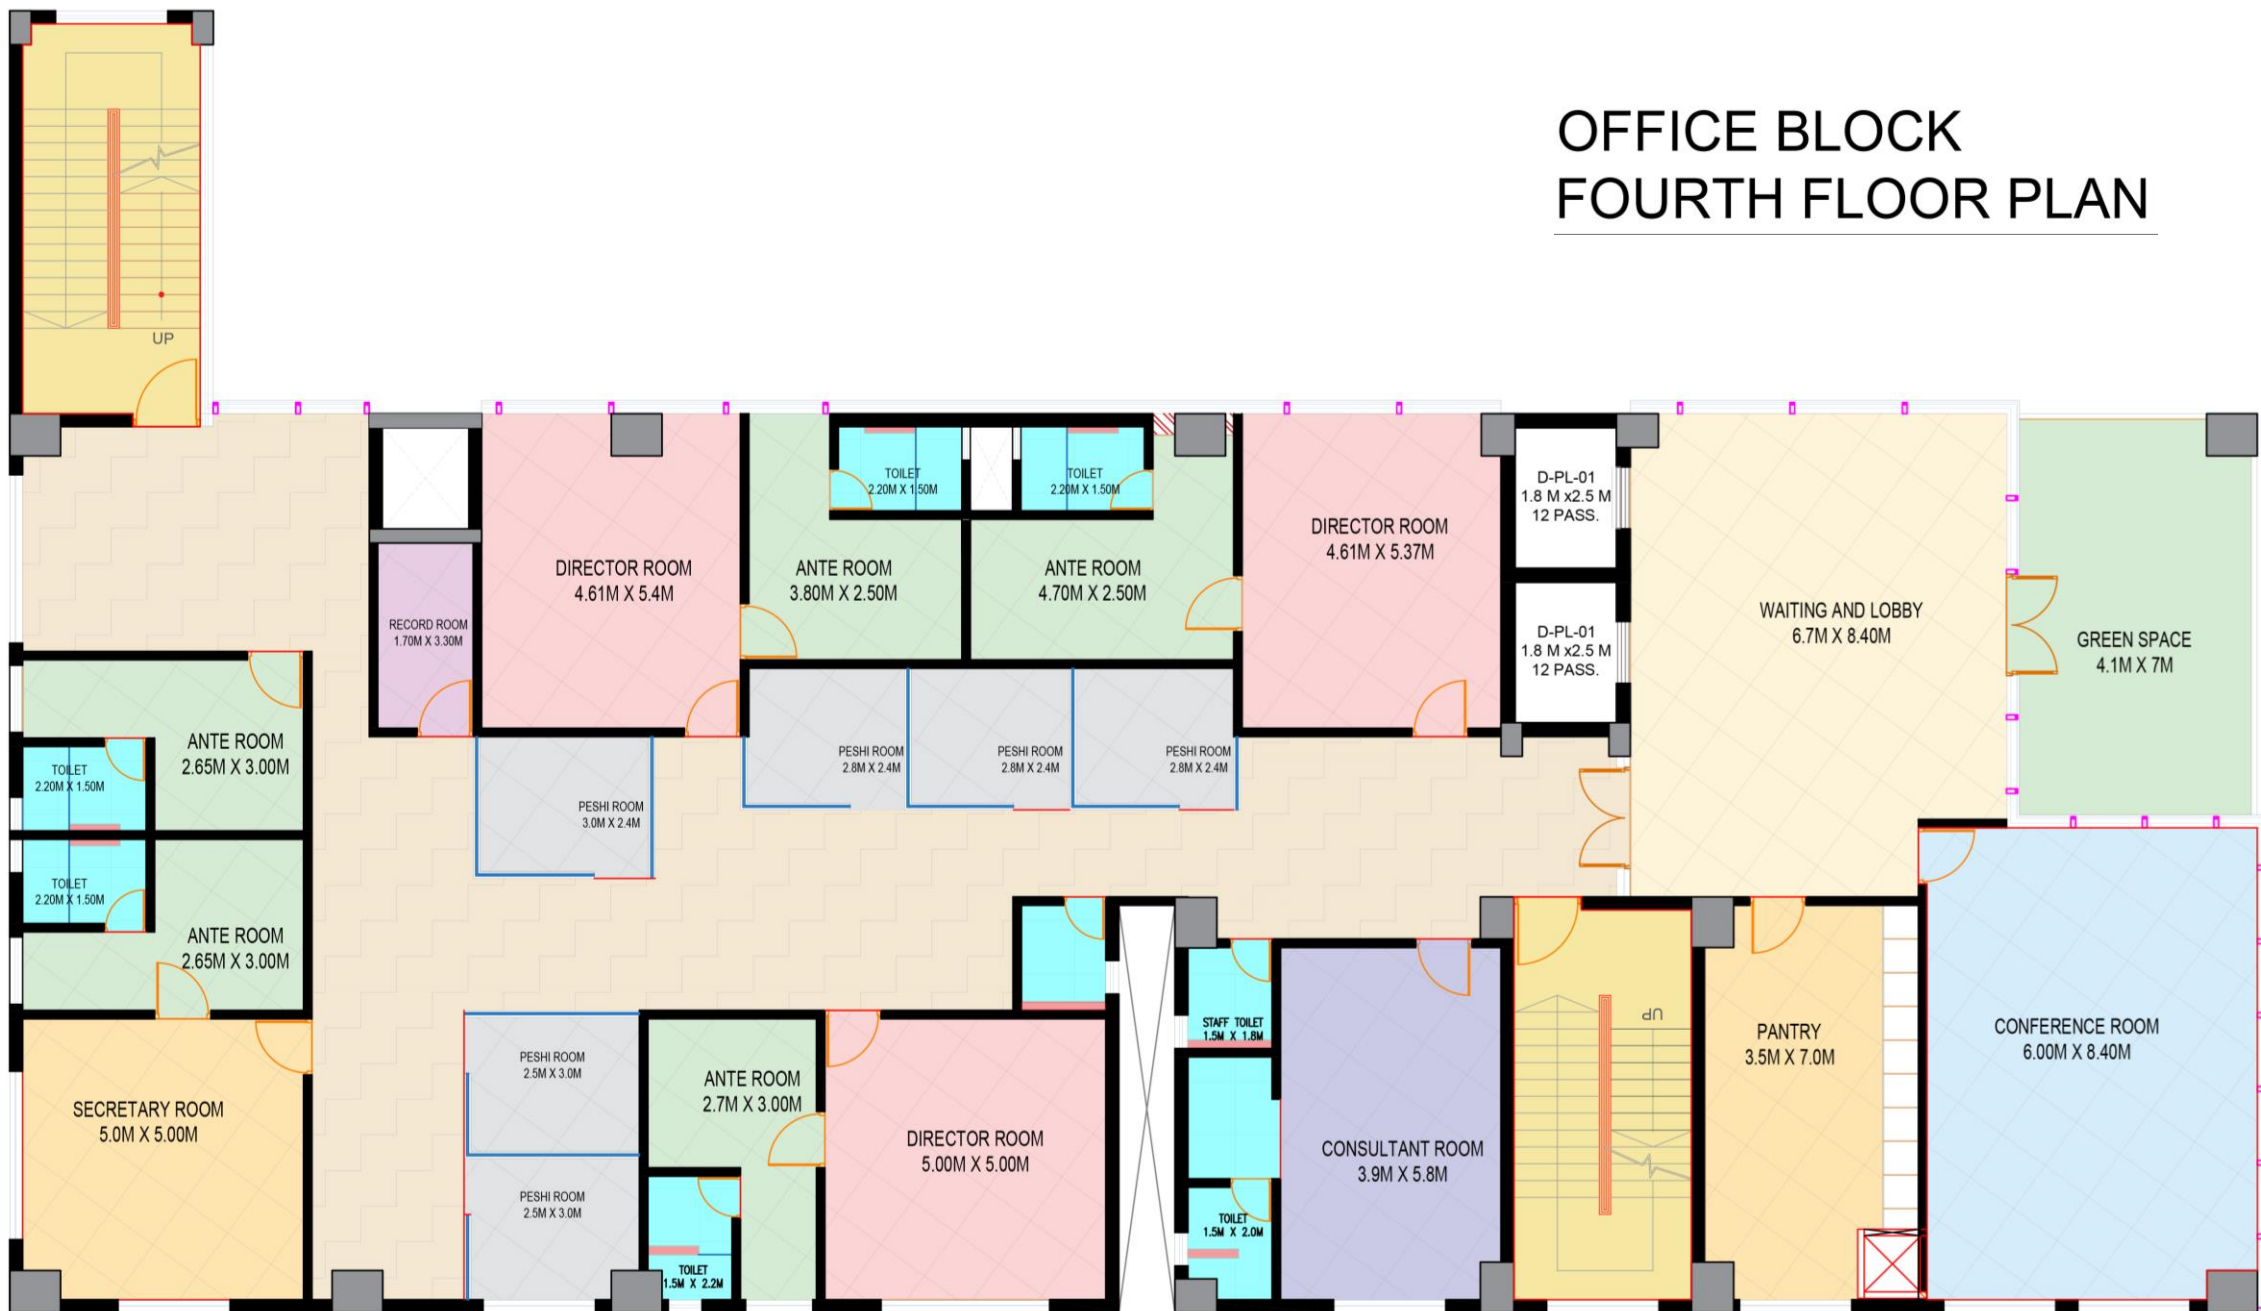 OFFICE BLOCK
FOURTH FLOOR PLAN
UP
TOILET
2.20M X 1.50M
TOILET
2.20M X 1.50M
D-PL-01
1.8 M x2.5 M
12 PASS.
DIRECTOR ROOM
4.61M X 5.4M
ANTE ROOM
3.80M X 2.50M
ANTE ROOM
4.70M X 2.50M
DIRECTOR ROOM
4.61M X 5.37M
RECORD ROOM
1.70M X 3.30M
D-PL-01
1.8 M x2.5 M
12 PASS.
WAITING AND LOBBY
6.7M X 8.40M
GREEN SPACE
4.1M X 7M
ANTE ROOM
2.65M X 3.00M
TOILET
2.20M X 1.50M
PESHI ROOM
3.0M X 2.4M
PESHI ROOM
2.8M X 2.4M
PESHI ROOM
2.8M X 2.4M
PESHI ROOM
2.8M X 2.4M
TOILET
2.20M X 1.50M
ANTE ROOM
2.65M X 3.00M
SECRETARY ROOM
5.0M X 5.00M
PESHI ROOM
2.5M X 3.0M
PESHI ROOM
2.5M X 3.0M
ANTE ROOM
2.7M X 3.00M
TOILET
1.5M X 2.2M
DIRECTOR ROOM
5.00M X 5.00M
STAFF TOILET
1.5M X 1.8M
TOILET
1.5M X 2.0M
CONSULTANT ROOM
3.9M X 5.8M
UP
PANTRY
3.5M X 7.0M
CONFERENCE ROOM
6.00M X 8.40M